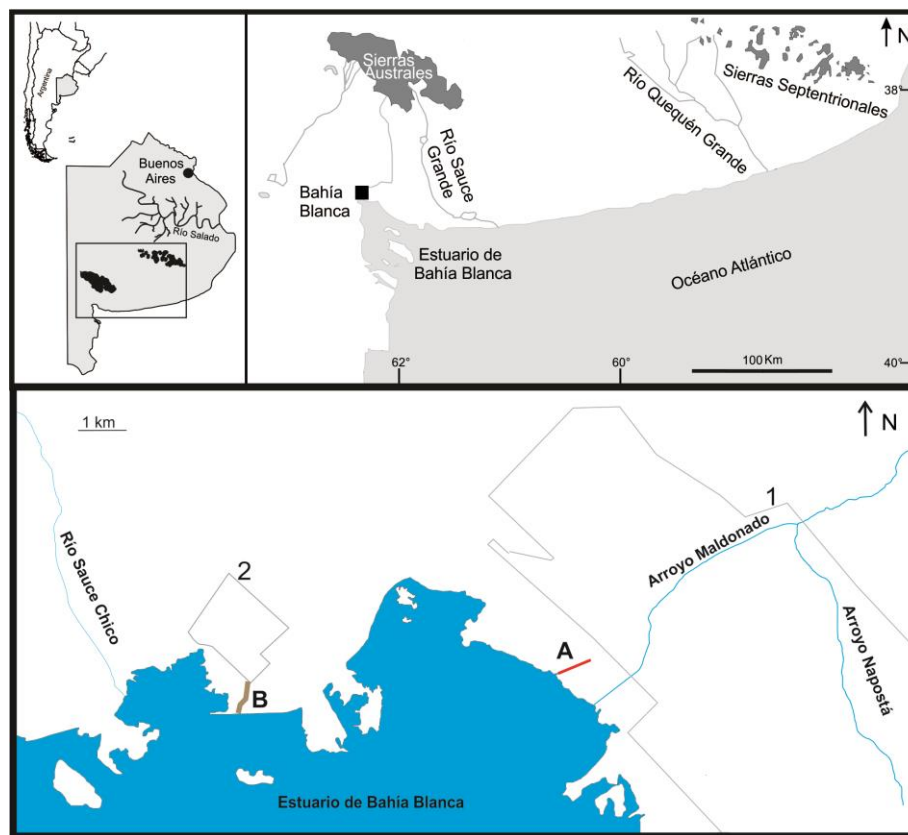 Argentina
Buenos
Aires
Río Salado
N
Sierras
Australes
Sierras Septentrionales
38°
Río Quequén Grande
Río Sauce
Grande
Bahía
Blanca
Estuario de
Bahía Blanca
Océano Atlántico
62°
60°
100 Km
40°
1 km
N
1
Arroyo Maldonado
Río Sauce Chico
2
A
B
Arroyo Napostá
Estuario de Bahía Blanca